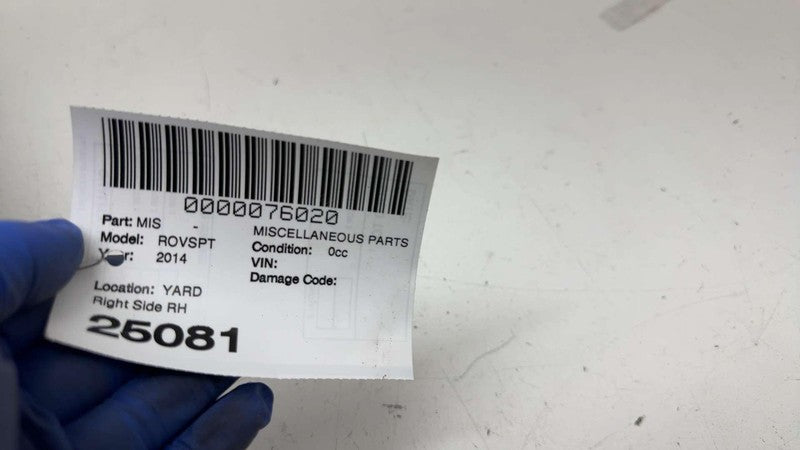 0000076020
Part: MIS - MISCELLANEOUS PARTS
Model: ROVSPT Condition: 0cc
Year: 2014 VIN:
Damage Code:
Location: YARD
Right Side RH
25081